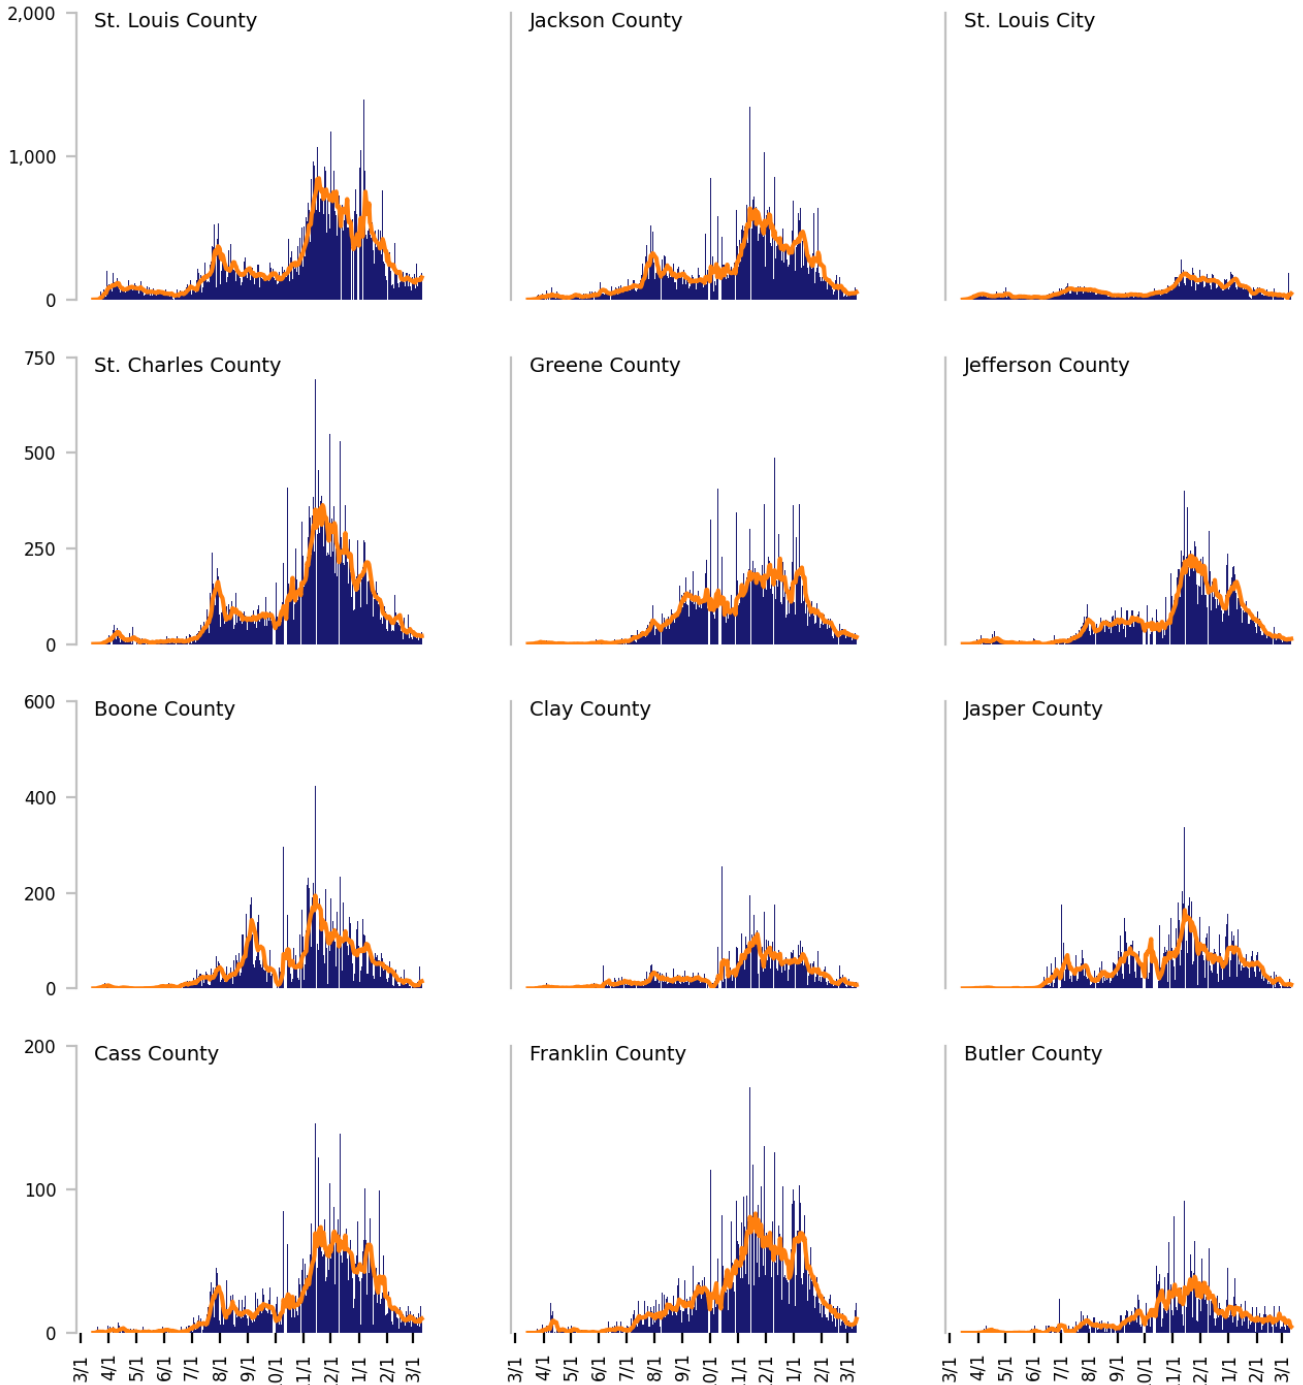 2,000
St. Louis County
Jackson County
St. Louis City
1,000
0
750
St. Charles County
Greene County
Jefferson County
500
250
0
600
Boone County
Clay County
Jasper County
400
200
0
200
Cass County
Franklin County
Butler County
100
0
3/1 4/1 5/1 6/1 7/1 8/1 9/1 0/1 1/1 2/1 1/1 2/1 3/1
3/1 4/1 5/1 6/1 7/1 8/1 9/1 0/1 1/1 2/1 1/1 2/1 3/1
3/1 4/1 5/1 6/1 7/1 8/1 9/1 0/1 1/1 2/1 1/1 2/1 3/1